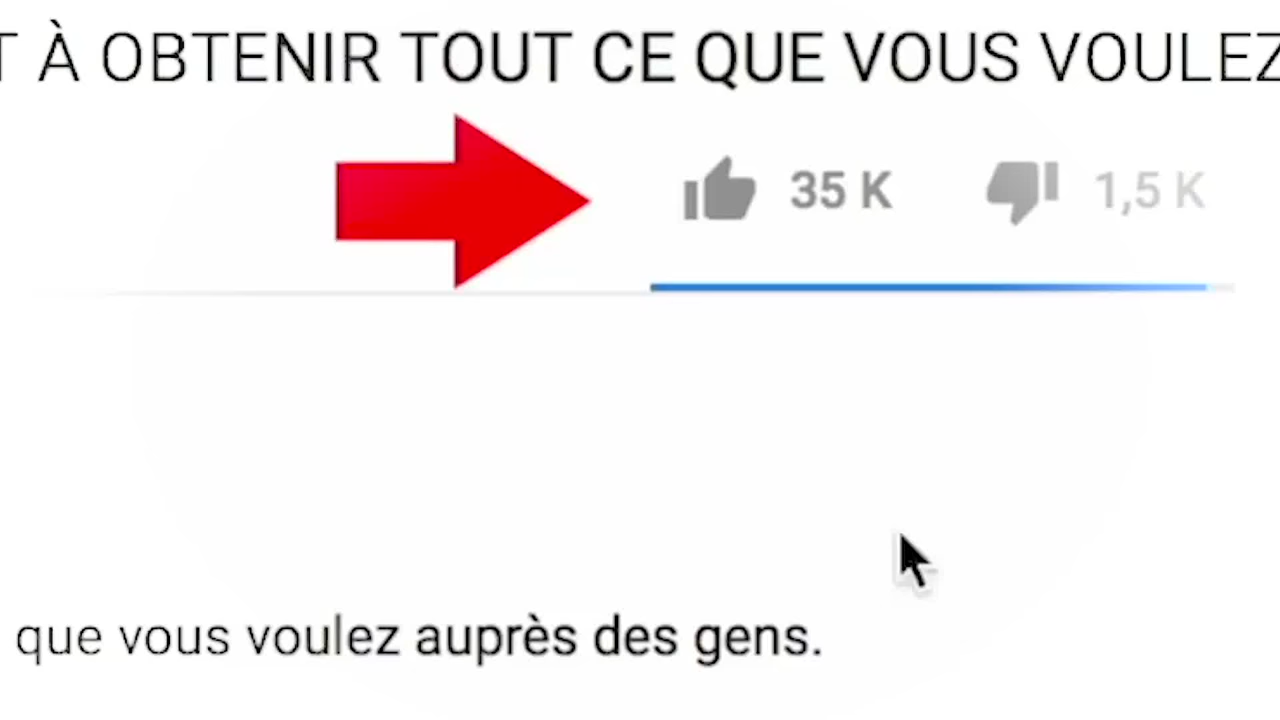 T À OBTENIR TOUT CE QUE VOUS VOULEZ
35 K 1,5 K
que vous voulez auprès des gens.